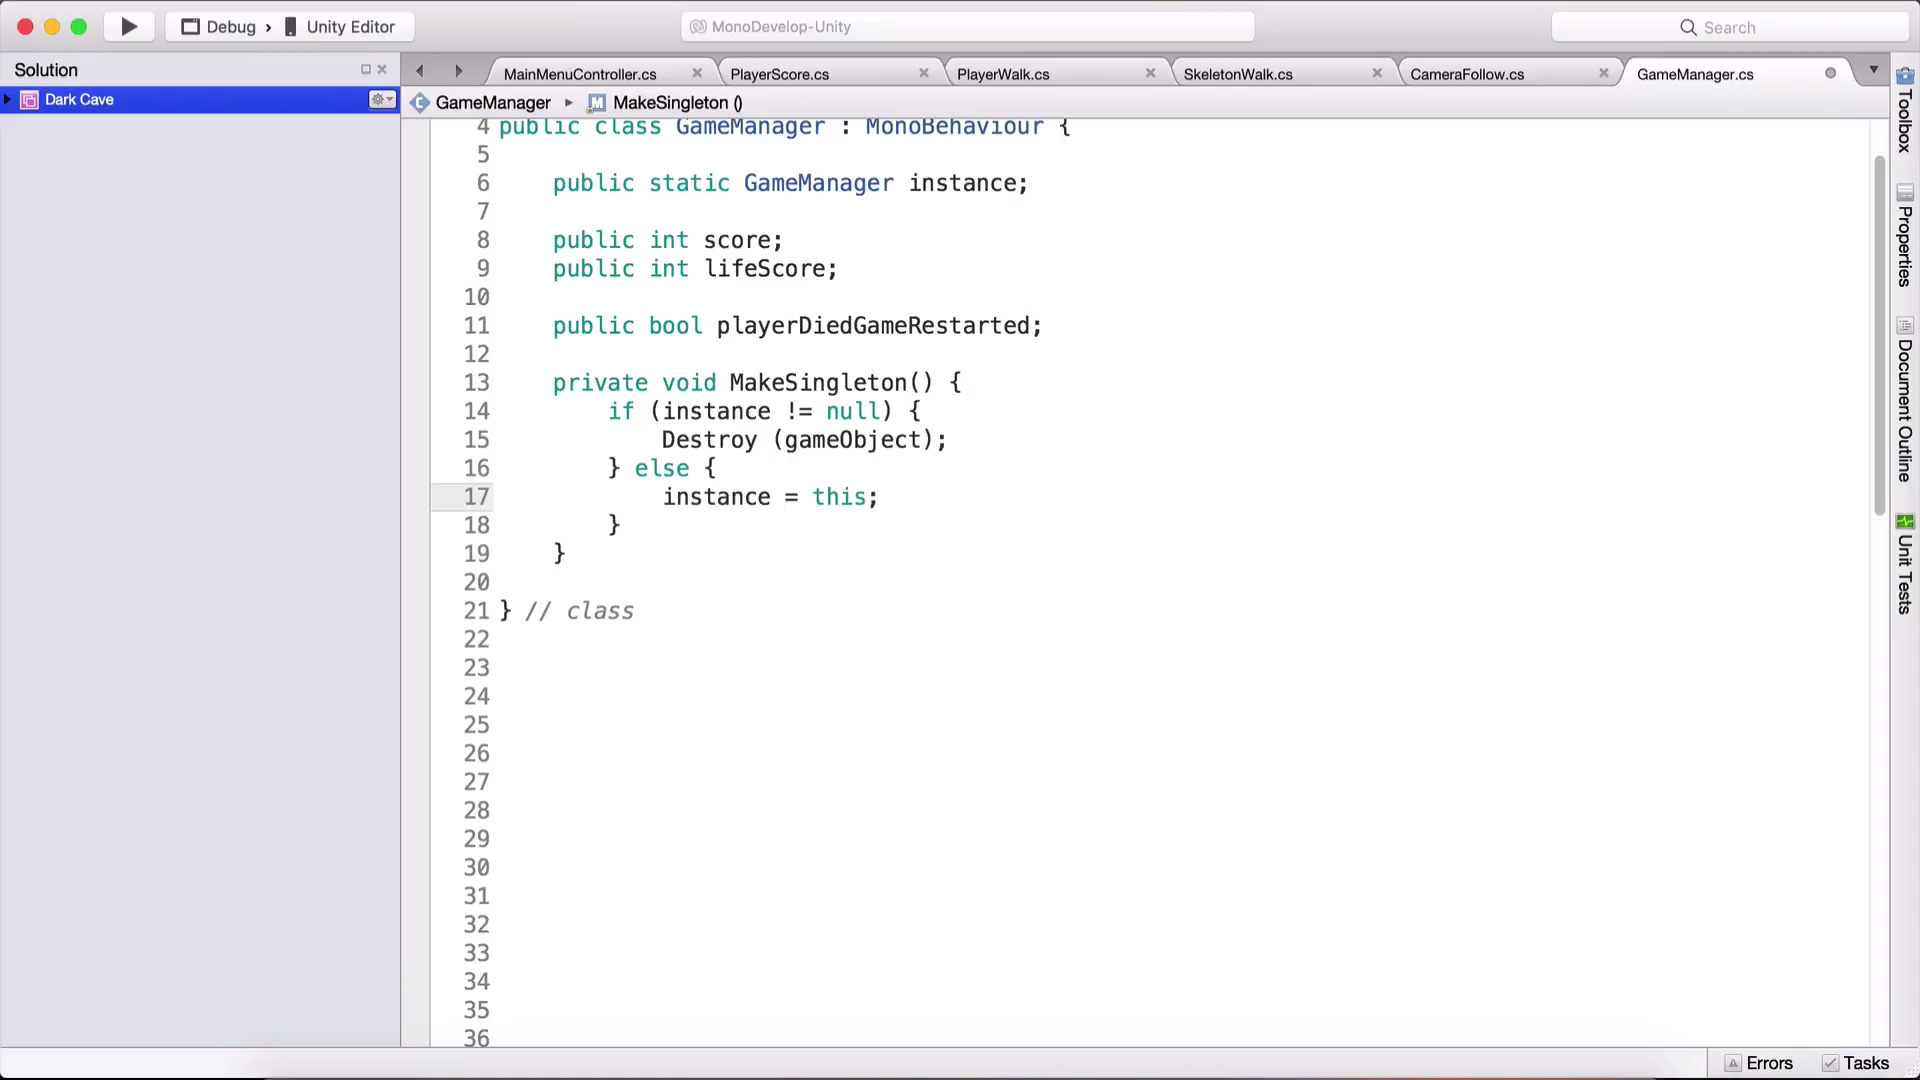 Debug › Unity Editor
MonoDevelop-Unity
Search
Solution
Dark Cave
MainMenuController.cs
PlayerScore.cs
PlayerWalk.cs
SkeletonWalk.cs
CameraFollow.cs
GameManager.cs
GameManager ▸ MakeSingleton ()
4 public class GameManager : MonoBehaviour {
5
6 public static GameManager instance;
7
8 public int score;
9 public int lifeScore;
10
11 public bool playerDiedGameRestarted;
12
13 private void MakeSingleton() {
14 if (instance != null) {
15 Destroy (gameObject);
16 } else {
17 instance = this;
18 }
19 }
20
21 } // class
22
23
24
25
26
27
28
29
30
31
32
33
34
35
36
Toolbox
Properties
Document Outline
Unit Tests
Errors
Tasks